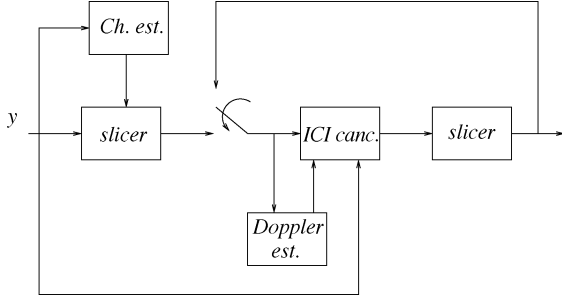 Ch. est.
y
slicer
ICI canc.
slicer
Doppler
est.